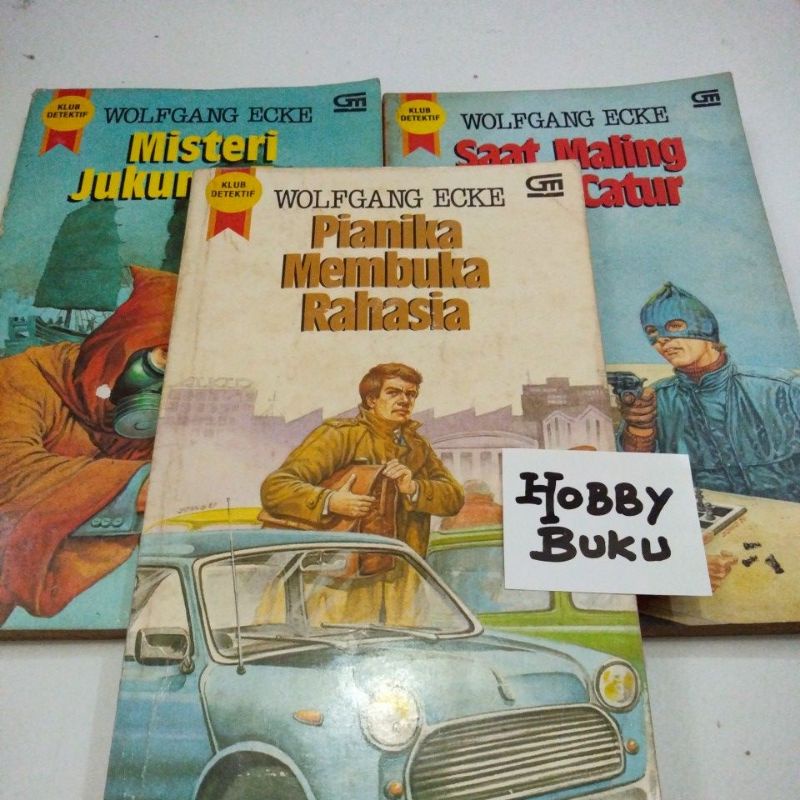 KLUB
DETEKTIF
WOLFGANG ECKE
GM
Misteri
KLUB
DETEKTIF
WOLFGANG ECKE
GM
Saat Maling
Catur
KLUB
DETEKTIF
WOLFGANG ECKE
GM
Pianika
Membuka
Rahasia
HOBBY
BUKU